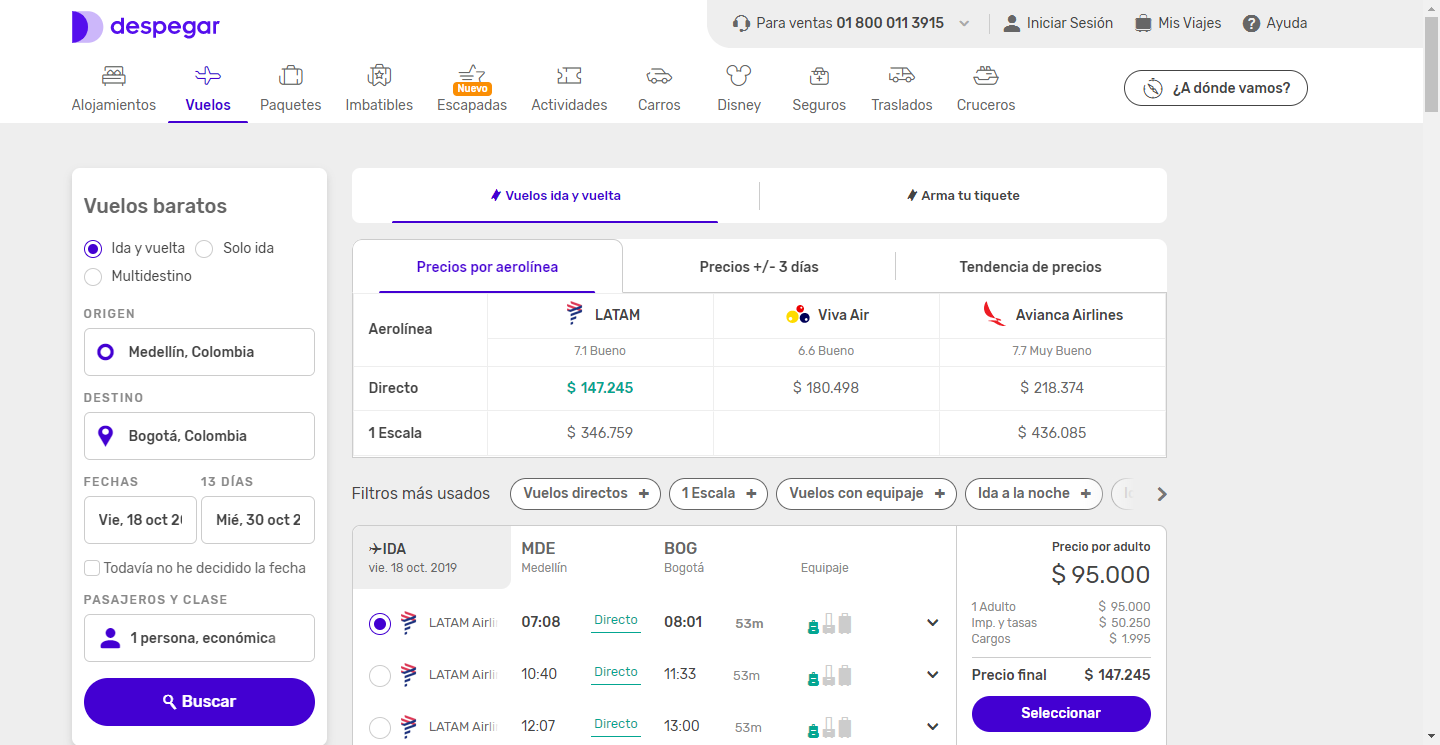 despegar
Para ventas 01 800 011 3915
Iniciar Sesión
Mis Viajes
Ayuda
Alojamientos
Vuelos
Paquetes
Imbatibles
Nuevo
Escapadas
Actividades
Carros
Disney
Seguros
Traslados
Cruceros
¿A dónde vamos?
Vuelos baratos
Ida y vuelta
Solo ida
Multidestino
ORIGEN
Medellín, Colombia
DESTINO
Bogotá, Colombia
FECHAS
13 DÍAS
Vie, 18 oct 20
Mié, 30 oct 2
Todavía no he decidido la fecha
PASAJEROS Y CLASE
1 persona, económica
Buscar
Vuelos ida y vuelta
Arma tu tiquete
Precios por aerolínea
Precios +/- 3 días
Tendencia de precios
Aerolínea
LATAM
Viva Air
Avianca Airlines
7.1 Bueno
6.6 Bueno
7.7 Muy Bueno
Directo
$ 147.245
$ 180.498
$ 218.374
1 Escala
$ 346.759
$ 436.085
Filtros más usados
Vuelos directos +
1 Escala +
Vuelos con equipaje +
Ida a la noche +
IDA
vie. 18 oct. 2019
MDE
Medellín
BOG
Bogotá
Equipaje
LATAM Airli
07:08
Directo
08:01
53m
LATAM Airli
10:40
Directo
11:33
53m
LATAM Airli
12:07
Directo
13:00
53m
Precio por adulto
$ 95.000
1 Adulto $ 95.000
Imp. y tasas $ 50.250
Cargos $ 1.995
Precio final $ 147.245
Seleccionar